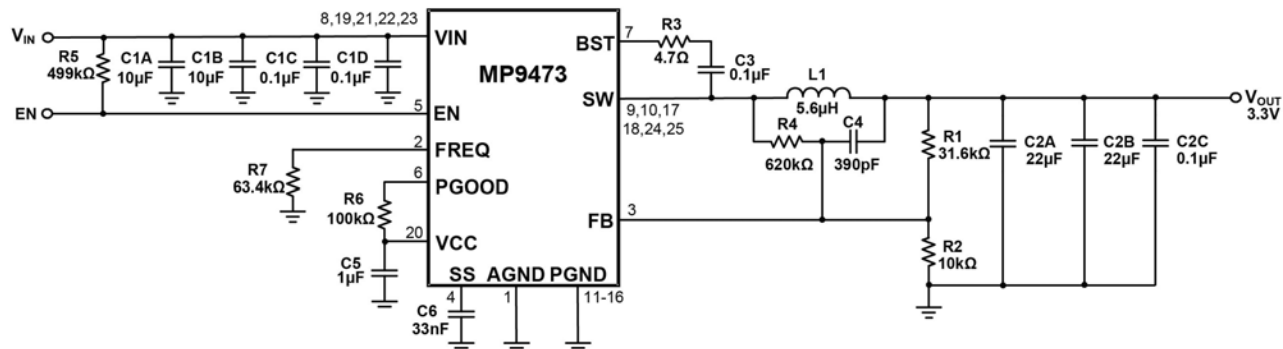 8,19,21,22,23
VIN
R5
499kΩ
C1A
10µF
C1B
10µF
C1C
0.1µF
C1D
0.1µF
VIN
MP9473
BST
7
R3
4.7Ω
C3
0.1µF
SW
9,10,17
18,24,25
L1
5.6µH
R4
620kΩ
C4
390pF
VOUT
3.3V
EN
5
EN
2
FREQ
R7
63.4kΩ
6
PGOOD
R6
100kΩ
20
VCC
C5
1µF
FB
3
R1
31.6kΩ
R2
10kΩ
C2A
22µF
C2B
22µF
C2C
0.1µF
SS
AGND
PGND
4
1
11-16
C6
33nF